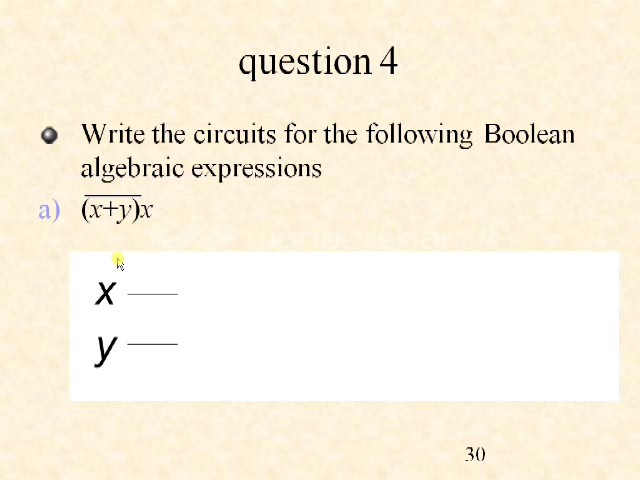 question 4
Write the circuits for the following Boolean
algebraic expressions
a) (x+y)x
x
y
30